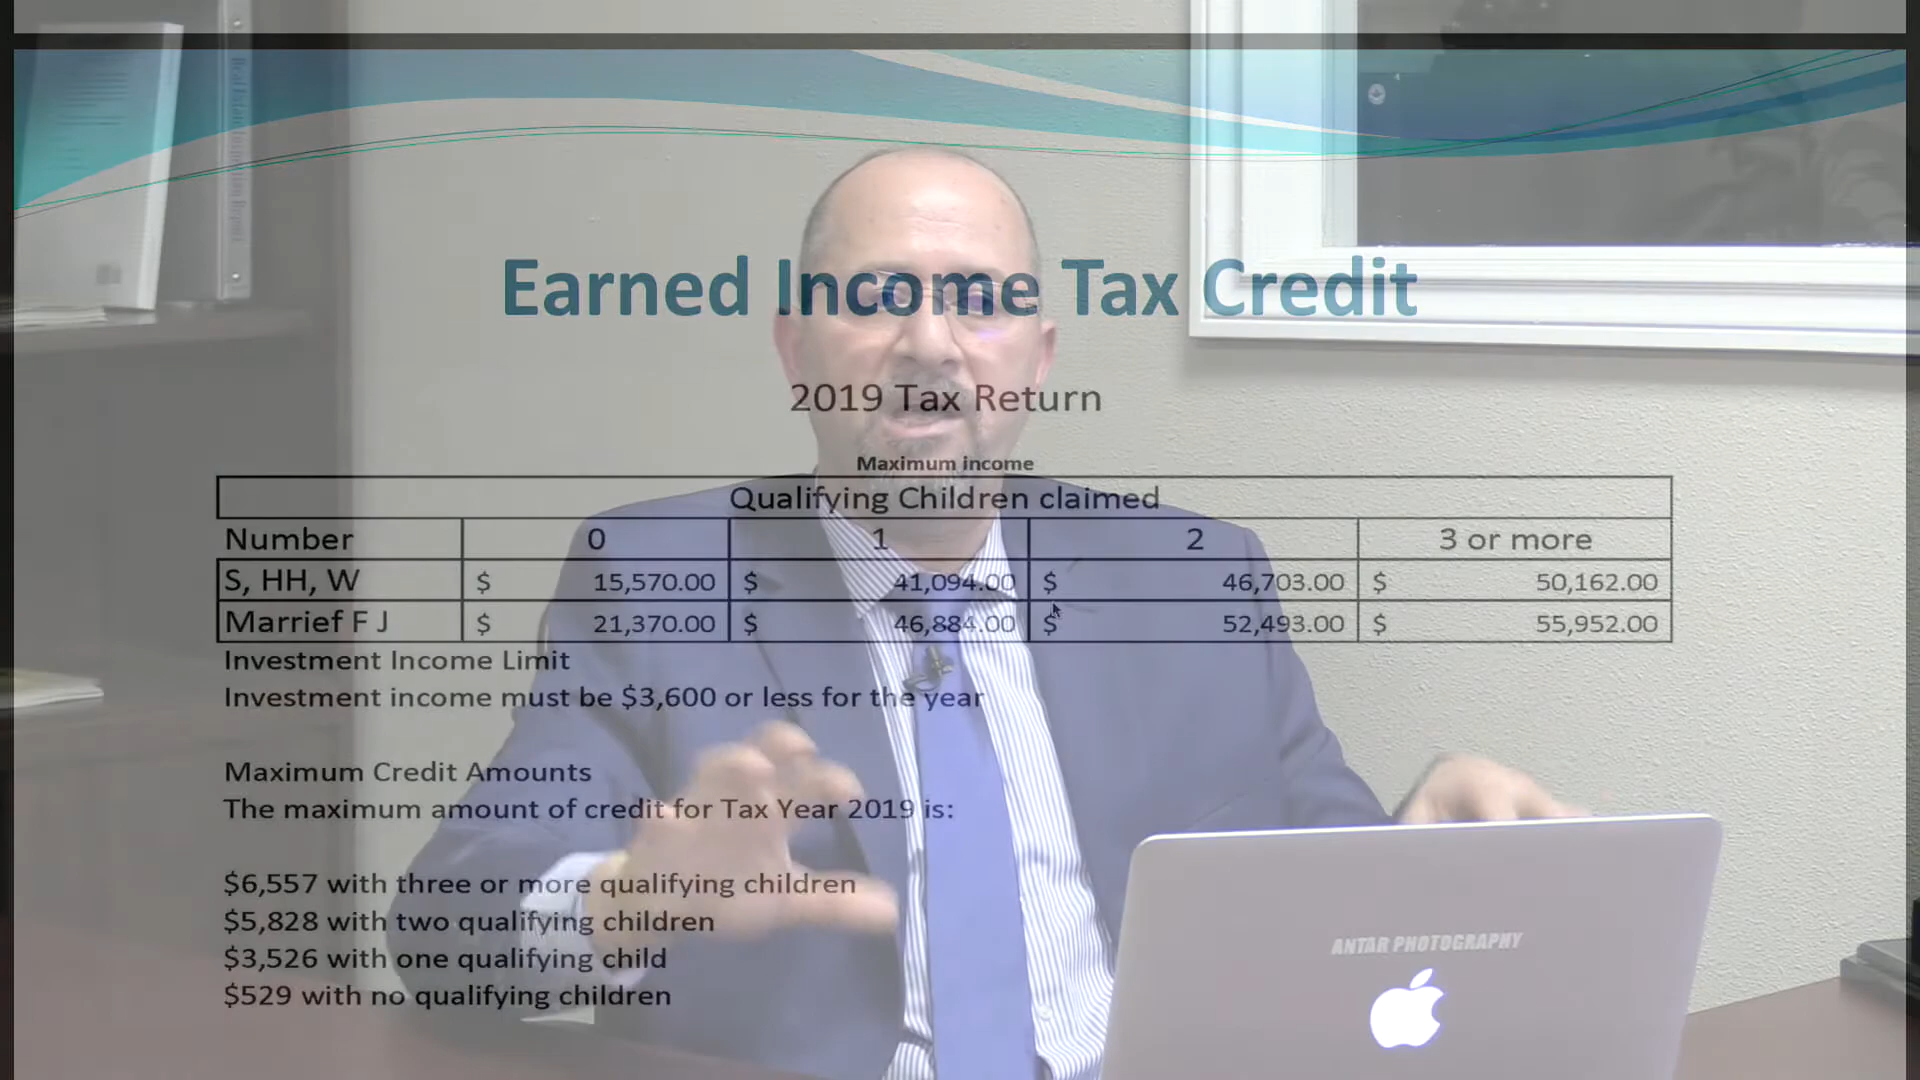 Earned Income Tax Credit
2019 Tax Return
Maximum income
Qualifying Children claimed
Number 0 1 2 3 or more
S, HH, W $ 15,570.00 $ 41,094.00 $ 46,703.00 $ 50,162.00
Marrief F J $ 21,370.00 $ 46,884.00 $ 52,493.00 $ 55,952.00
Investment Income Limit
Investment income must be $3,600 or less for the year
Maximum Credit Amounts
The maximum amount of credit for Tax Year 2019 is:
$6,557 with three or more qualifying children
$5,828 with two qualifying children
$3,526 with one qualifying child
$529 with no qualifying children
ANTAR PHOTOGRAPHY